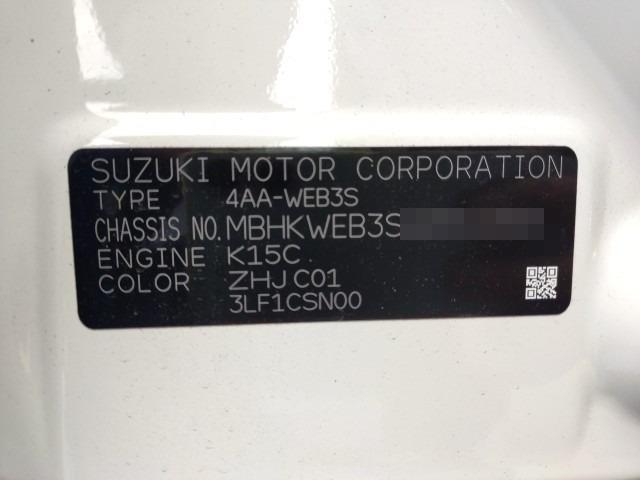 SUZUKI MOTOR CORPORATION
TYPE 4AA-WEB3S
CHASSIS NO. MBHKWEB3S
ENGINE K15C
COLOR ZHJ C01
3LF1CSN00